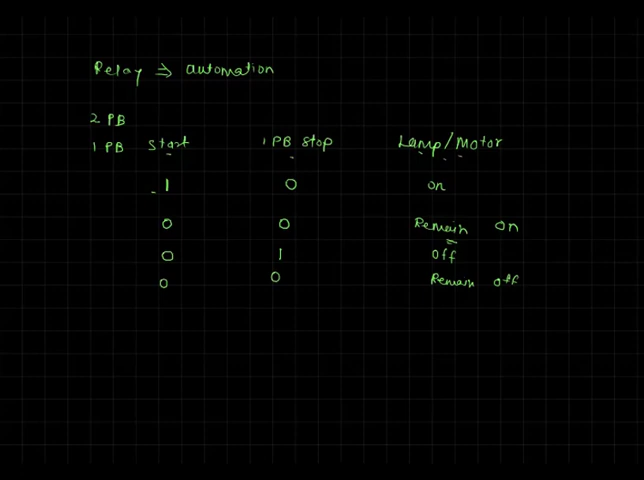 Relay ⇒ automation
2 PB
1 PB Start 1 PB Stop Lamp/Motor
1 0 on
0 0 Remain on
0 1 off
0 0 Remain off